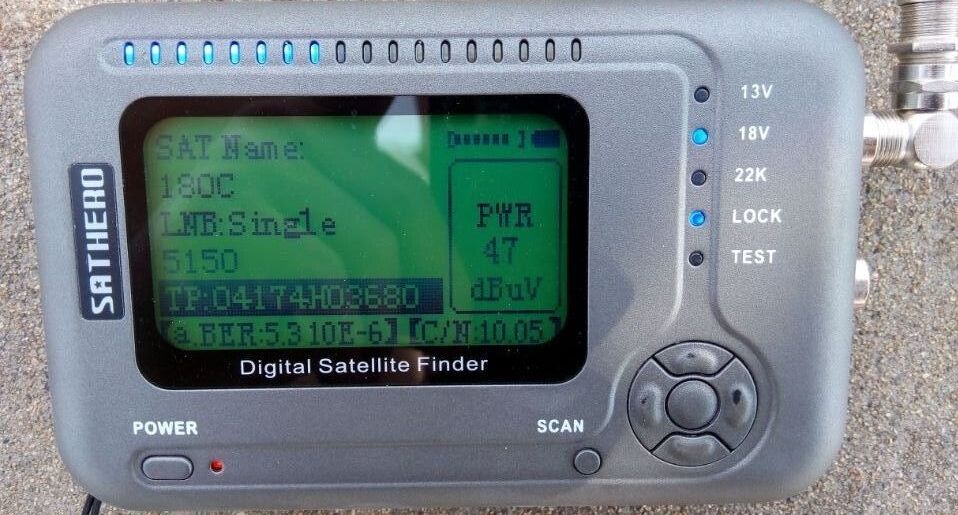 13V
18V
22K
LOCK
TEST
SATHERO
SAT Name:
180C
LNB:Single
5150
TP:04174H03680
[a.BER:5.3 10E-6] [C/N:10.05]
PWR
47
dBuV
Digital Satellite Finder
POWER
SCAN